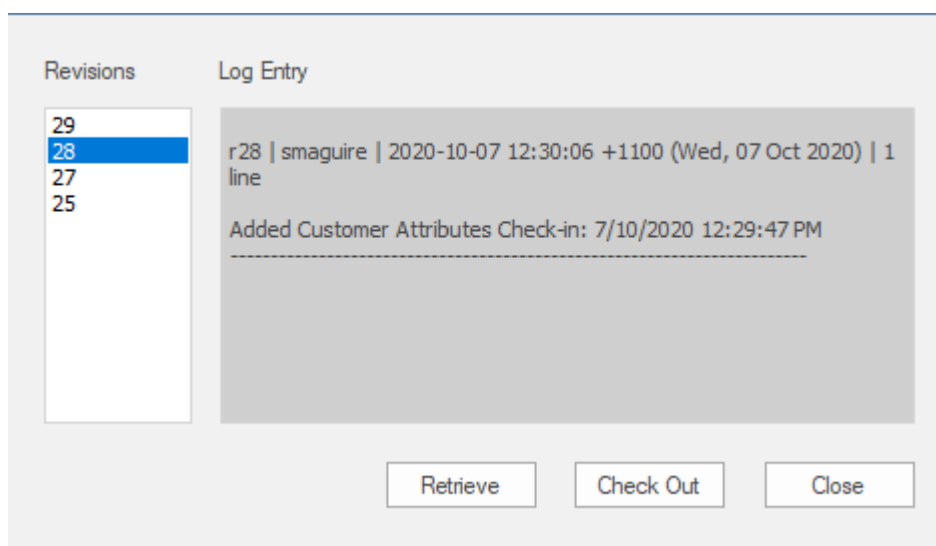 Revisions
Log Entry
29
28
27
25
r28 | smaguire | 2020-10-07 12:30:06 +1100 (Wed, 07 Oct 2020) | 1
line
Added Customer Attributes Check-in: 7/10/2020 12:29:47 PM
------------------------------------------------------------------------
Retrieve
Check Out
Close